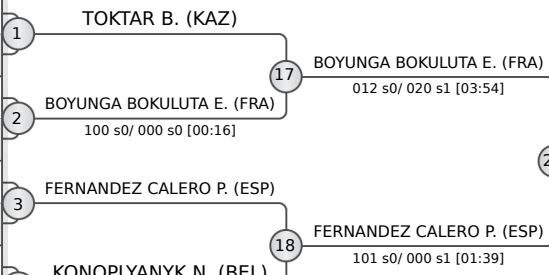 TOKTAR B. (KAZ)
1
BOYUNGA BOKULUTA E. (FRA)
17
012 s0/ 020 s1 [03:54]
BOYUNGA BOKULUTA E. (FRA)
2
100 s0/ 000 s0 [00:16]
FERNANDEZ CALERO P. (ESP)
3
FERNANDEZ CALERO P. (ESP)
18
101 s0/ 000 s1 [01:39]
KONOPLYANYK N. (BEL)